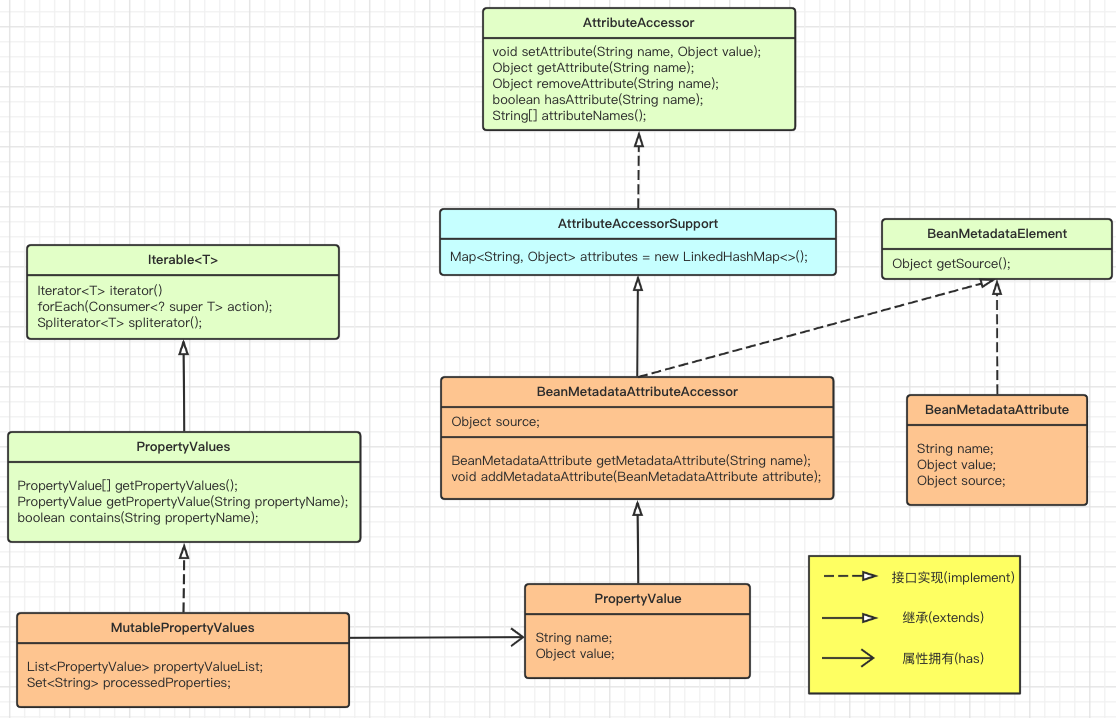 AttributeAccessor
void setAttribute(String name, Object value);
Object getAttribute(String name);
Object removeAttribute(String name);
boolean hasAttribute(String name);
String[] attributeNames();
AttributeAccessorSupport
Map<String, Object> attributes = new LinkedHashMap<>();
BeanMetadataElement
Object getSource();
Iterable<T>
Iterator<T> iterator()
forEach(Consumer<? super T> action);
Spliterator<T> spliterator();
BeanMetadataAttributeAccessor
Object source;
BeanMetadataAttribute getMetadataAttribute(String name);
void addMetadataAttribute(BeanMetadataAttribute attribute);
BeanMetadataAttribute
String name;
Object value;
Object source;
PropertyValues
PropertyValue[] getPropertyValues();
PropertyValue getPropertyValue(String propertyName);
boolean contains(String propertyName);
MutablePropertyValues
List<PropertyValue> propertyValueList;
Set<String> processedProperties;
PropertyValue
String name;
Object value;
接口实现(implement)
继承(extends)
属性拥有(has)